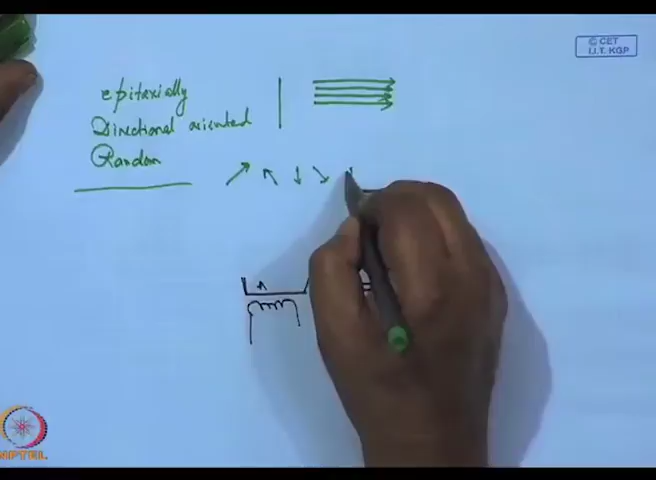 © CET
I.I.T. KGP
epitaxially
Directional oriented
Random
A
NPTEL